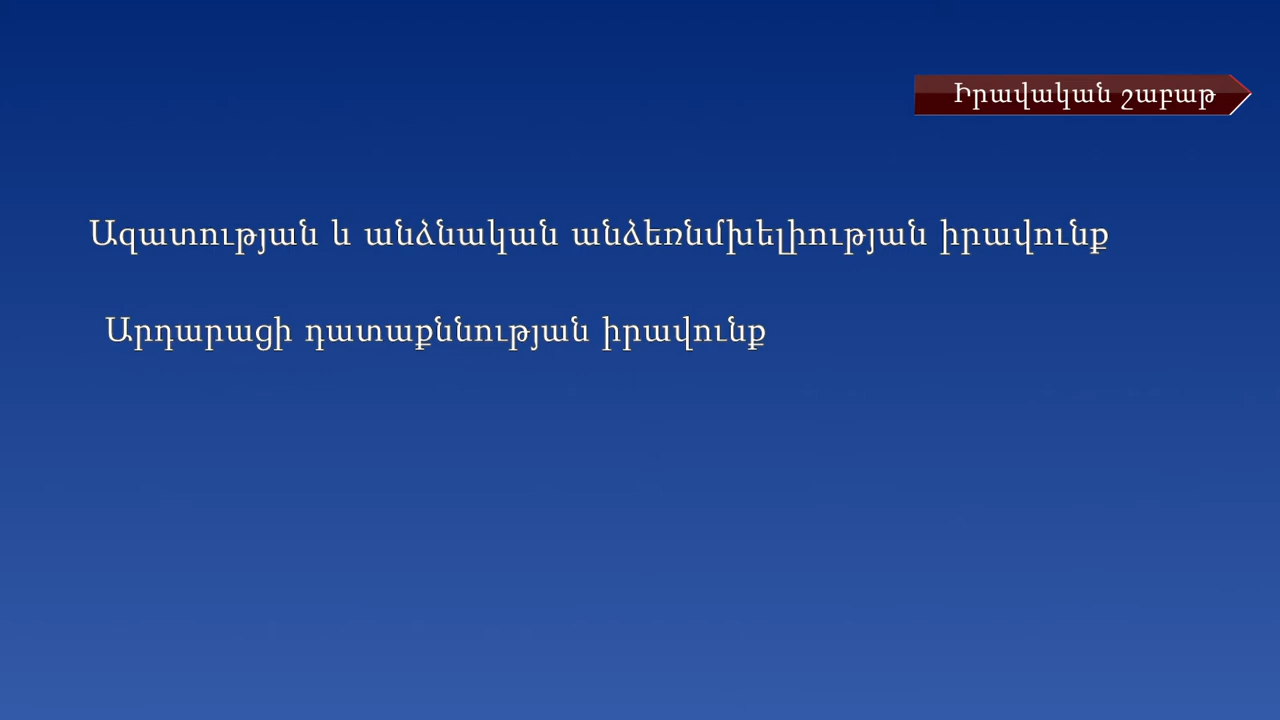 Իրավական շաբաթ
Ազատության և անձնական անձեռնմխելիության իրավունք
Արդարացի դատաքննության իրավունք